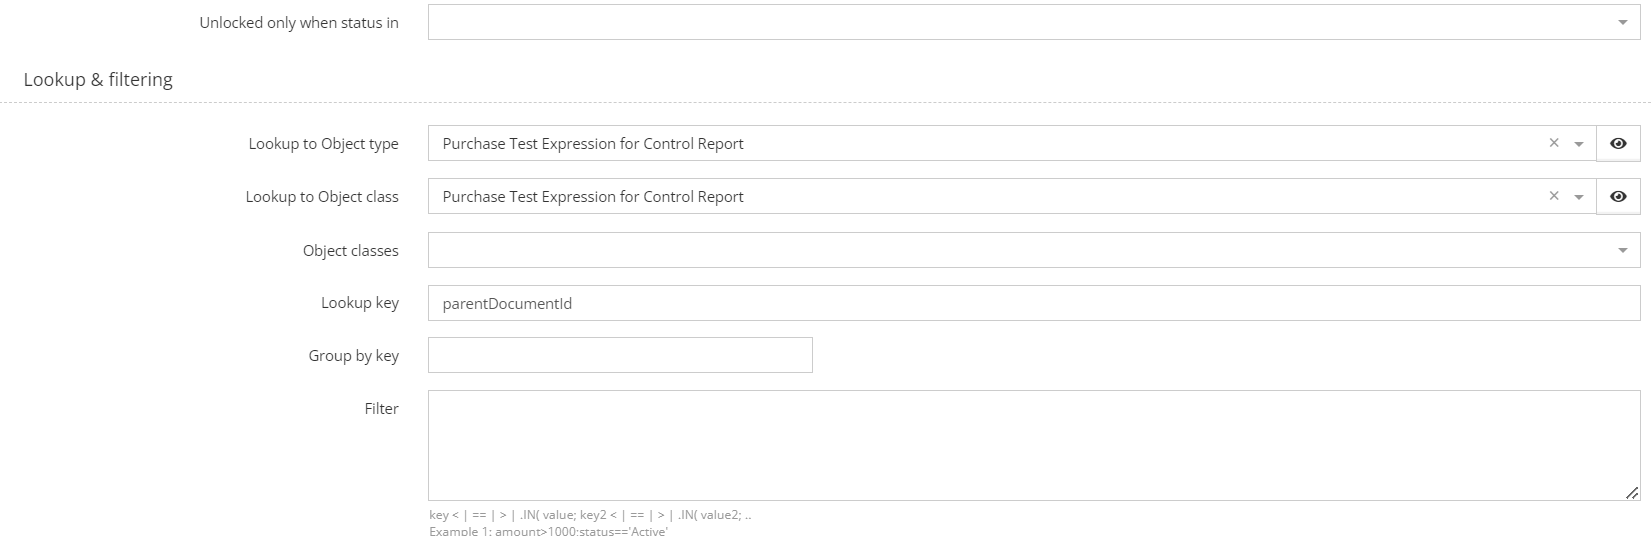 Unlocked only when status in
Lookup & filtering
Lookup to Object type Purchase Test Expression for Control Report ×
Lookup to Object class Purchase Test Expression for Control Report ×
Object classes
Lookup key parentDocumentId
Group by key
Filter
key < | == | > | .IN( value; key2 < | == | > | .IN( value2; ..
Example 1: amount>1000;status=='Active'